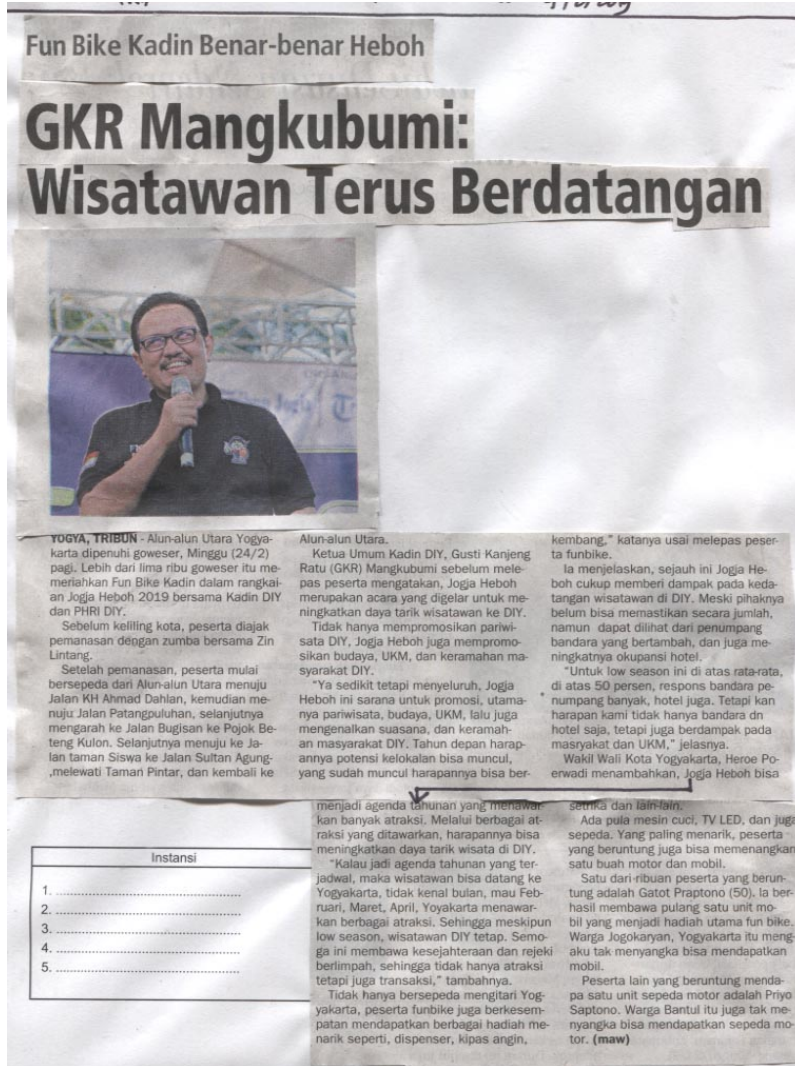 Fun Bike Kadin Benar-benar Heboh
GKR Mangkubumi:
Wisatawan Terus Berdatangan
YOGYA, TRIBUN - Alun-alun Utara Yogya-
karta dipenuhi goweser, Minggu (24/2)
pagi. Lebih dari lima ribu goweser itu me-
meriahkan Fun Bike Kadin dalam rangkai-
an Jogja Heboh 2019 bersama Kadin DIY
dan PHRI DIY.
Sebelum keliling kota, peserta diajak
pemanasan dengan zumba bersama Zin
Lintang.
Setelah pemanasan, peserta mulai
bersepeda dari Alun-alun Utara menuju
Jalan KH Ahmad Dahlan, kemudian me-
nuju Jalan Patangpuluhan, selanjutnya
mengarah ke Jalan Bugisan ke Pojok Be-
teng Kulon. Selanjutnya menuju ke Ja-
lan taman Siswa ke Jalan Sultan Agung
,melewati Taman Pintar, dan kembali ke
Alun-alun Utara.
Ketua Umum Kadin DIY, Gusti Kanjeng
Ratu (GKR) Mangkubumi sebelum mele-
pas peserta mengatakan, Jogja Heboh
merupakan acara yang digelar untuk me-
ningkatkan daya tarik wisatawan ke DIY.
Tidak hanya mempromosikan pariwi-
sata DIY, Jogja Heboh juga mempromo-
sikan budaya, UKM, dan keramahan ma-
syarakat DIY.
"Ya sedikit tetapi menyeluruh, Jogja
Heboh ini sarana untuk promosi, utama-
nya pariwisata, budaya, UKM, lalu juga
mengenalkan suasana, dan keramah-
an masyarakat DIY. Tahun depan harap-
annya potensi kelokalan bisa muncul,
yang sudah muncul harapannya bisa ber-
kembang," katanya usai melepas peser-
ta funbike.
Ia menjelaskan, sejauh ini Jogja He-
boh cukup memberi dampak pada keda-
tangan wisatawan di DIY. Meski pihaknya
belum bisa memastikan secara jumlah,
namun dapat dilihat dari penumpang
bandara yang bertambah, dan juga me-
ningkatnya okupansi hotel.
"Untuk low season ini di atas rata-rata,
di atas 50 persen, respons bandara pe-
numpang banyak, hotel juga. Tetapi kan
harapan kami tidak hanya bandara dn
hotel saja, tetapi juga berdampak pada
masryakat dan UKM," jelasnya.
Wakil Wali Kota Yogyakarta, Heroe Po-
erwadi menambahkan, Jogja Heboh bisa
menjadi agenda tahunan yang menawar-
kan banyak atraksi. Melalui berbagai at-
raksi yang ditawarkan, harapannya bisa
meningkatkan daya tarik wisata di DIY.
"Kalau jadi agenda tahunan yang ter-
jadwal, maka wisatawan bisa datang ke
Yogyakarta, tidak kenal bulan, mau Feb-
ruari, Maret, April, Yoyakarta menawar-
kan berbagai atraksi. Sehingga meskipun
low season, wisatawan DIY tetap. Semo-
ga ini membawa kesejahteraan dan rejeki
berlimpah, sehingga tidak hanya atraksi
tetapi juga transaksi," tambahnya.
Tidak hanya bersepeda mengitari Yog-
yakarta, peserta funbike juga berkesem-
patan mendapatkan berbagai hadiah me-
narik seperti, dispenser, kipas angin,
setrika dan lain-lain.
Ada pula mesin cuci, TV LED, dan juga
sepeda. Yang paling menarik, peserta
yang beruntung juga bisa memenangkan
satu buah motor dan mobil.
Satu dari ribuan peserta yang berun-
tung adalah Gatot Praptono (50). Ia ber-
hasil membawa pulang satu unit mo-
bil yang menjadi hadiah utama fun bike.
Warga Jogokaryan, Yogyakarta itu meng-
aku tak menyangka bisa mendapatkan
mobil.
Peserta lain yang beruntung menda-
pa satu unit sepeda motor adalah Priyo
Saptono. Warga Bantul itu juga tak me-
nyangka bisa mendapatkan sepeda mo-
tor. (maw)
Instansi
1. ....................
2. ....................
3. ....................
4. ....................
5. ....................